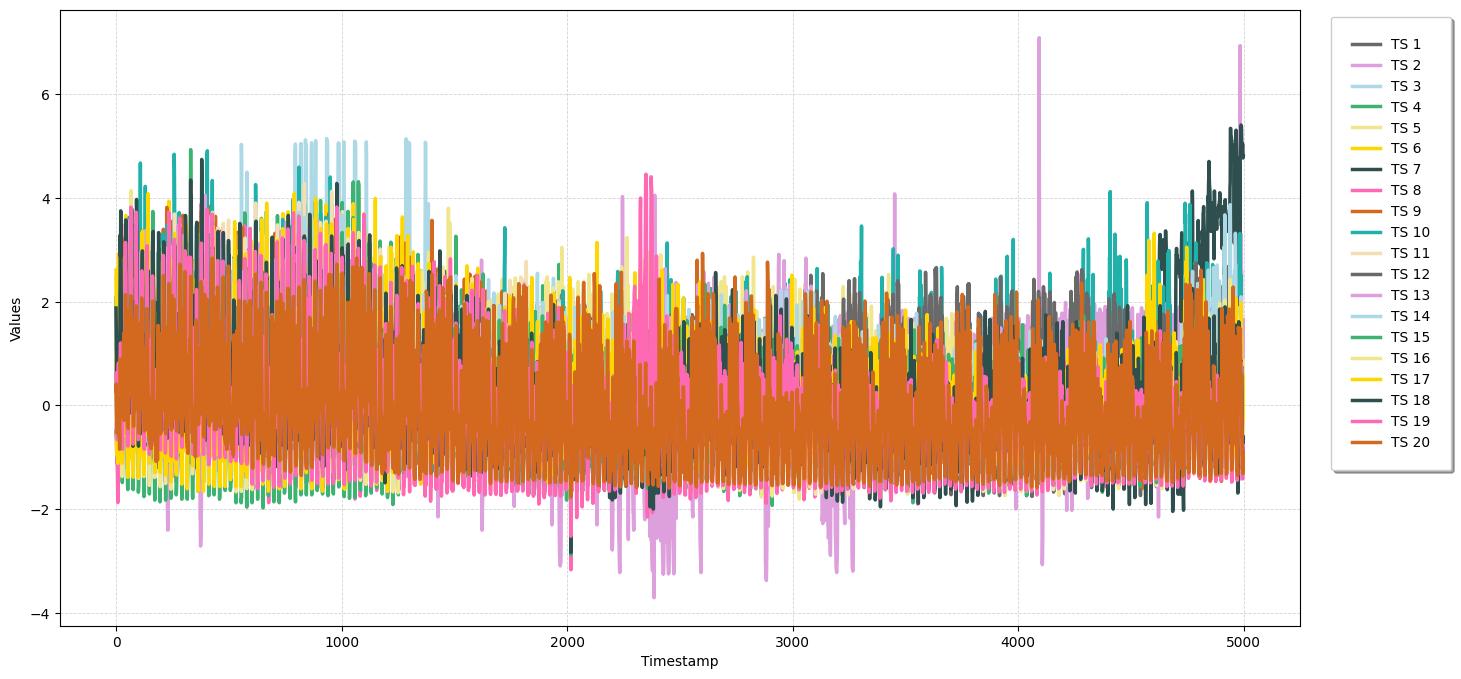 6
4
2
0
−2
−4
Values
0
1000
2000
3000
4000
5000
Timestamp
TS 1
TS 2
TS 3
TS 4
TS 5
TS 6
TS 7
TS 8
TS 9
TS 10
TS 11
TS 12
TS 13
TS 14
TS 15
TS 16
TS 17
TS 18
TS 19
TS 20